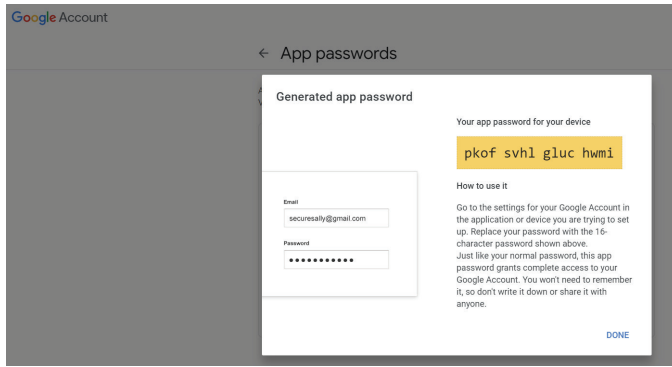 Google Account
← App passwords
Generated app password
Your app password for your device
pkof svhl gluc hwmi
How to use it
Email
securesally@gmail.com
Password
Go to the settings for your Google Account in
the application or device you are trying to set
up. Replace your password with the 16-
character password shown above.
Just like your normal password, this app
password grants complete access to your
Google Account. You won't need to remember
it, so don't write it down or share it with
anyone.
DONE